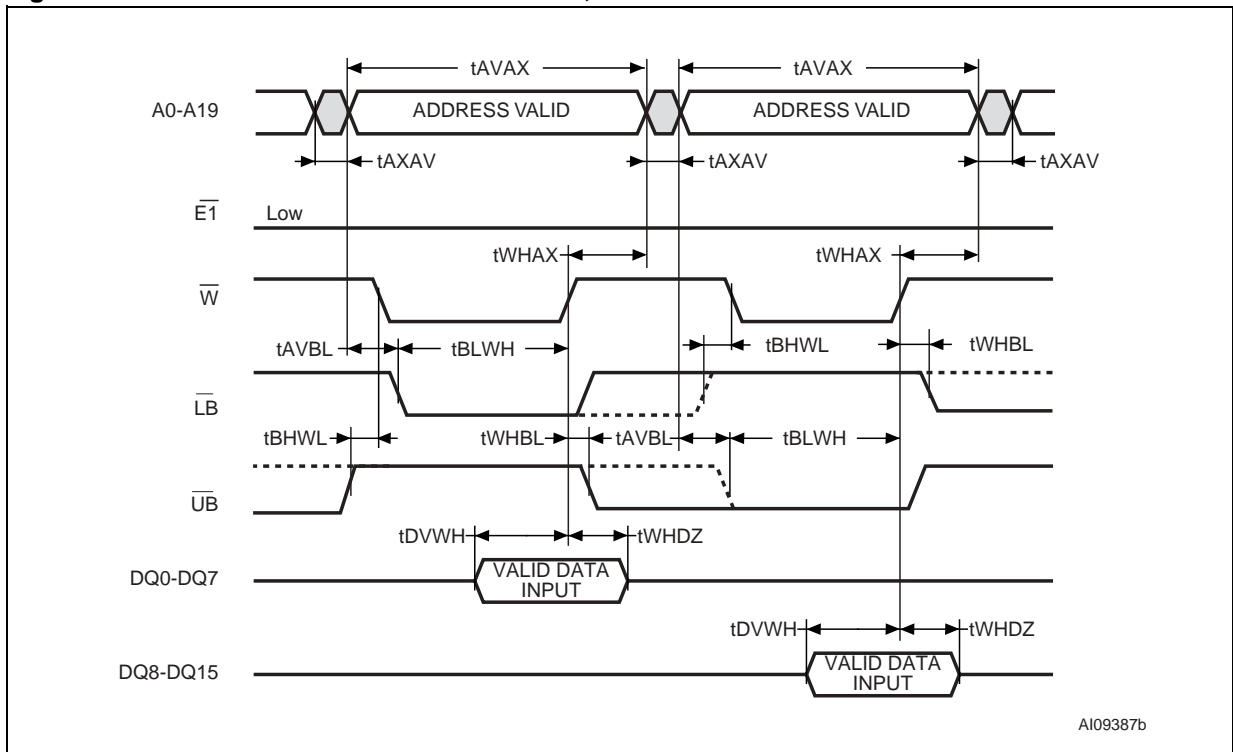 tAVAX tAVAX
A0-A19 ADDRESS VALID ADDRESS VALID
tAXAV tAXAV tAXAV
E1 Low
tWHAX tWHAX
W
tAVBL tBLWH tBHWL tWHBL
LB
tBHWL tWHBL tAVBL tBLWH
UB
tDVWH tWHDZ
DQ0-DQ7 VALID DATA
INPUT
tDVWH tWHDZ
DQ8-DQ15 VALID DATA
INPUT
AI09387b